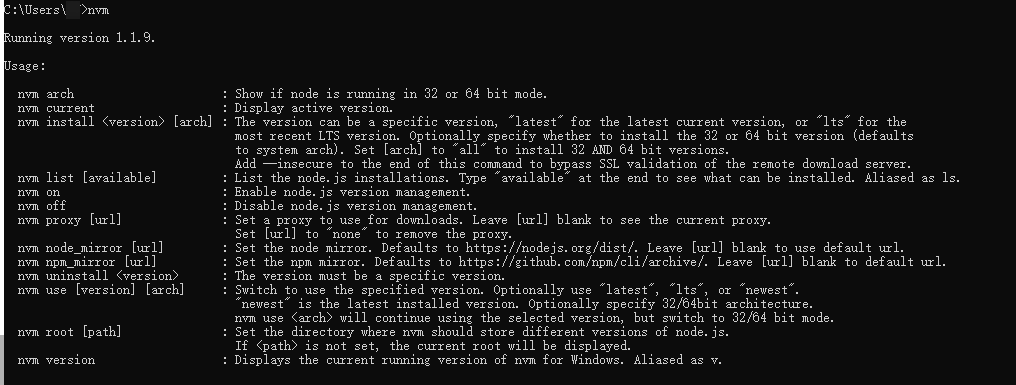 C:\Users\ >nvm
Running version 1.1.9.
Usage:
nvm arch : Show if node is running in 32 or 64 bit mode.
nvm current : Display active version.
nvm install <version> [arch] : The version can be a specific version, "latest" for the latest current version, or "lts" for the
most recent LTS version. Optionally specify whether to install the 32 or 64 bit version (defaults
to system arch). Set [arch] to "all" to install 32 AND 64 bit versions.
Add --insecure to the end of this command to bypass SSL validation of the remote download server.
nvm list [available] : List the node.js installations. Type "available" at the end to see what can be installed. Aliased as ls.
nvm on : Enable node.js version management.
nvm off : Disable node.js version management.
nvm proxy [url] : Set a proxy to use for downloads. Leave [url] blank to see the current proxy.
Set [url] to "none" to remove the proxy.
nvm node_mirror [url] : Set the node mirror. Defaults to https://nodejs.org/dist/. Leave [url] blank to use default url.
nvm npm_mirror [url] : Set the npm mirror. Defaults to https://github.com/npm/cli/archive/. Leave [url] blank to default url.
nvm uninstall <version> : The version must be a specific version.
nvm use [version] [arch] : Switch to use the specified version. Optionally use "latest", "lts", or "newest".
"newest" is the latest installed version. Optionally specify 32/64bit architecture.
nvm use <arch> will continue using the selected version, but switch to 32/64 bit mode.
nvm root [path] : Set the directory where nvm should store different versions of node.js.
If <path> is not set, the current root will be displayed.
nvm version : Displays the current running version of nvm for Windows. Aliased as v.